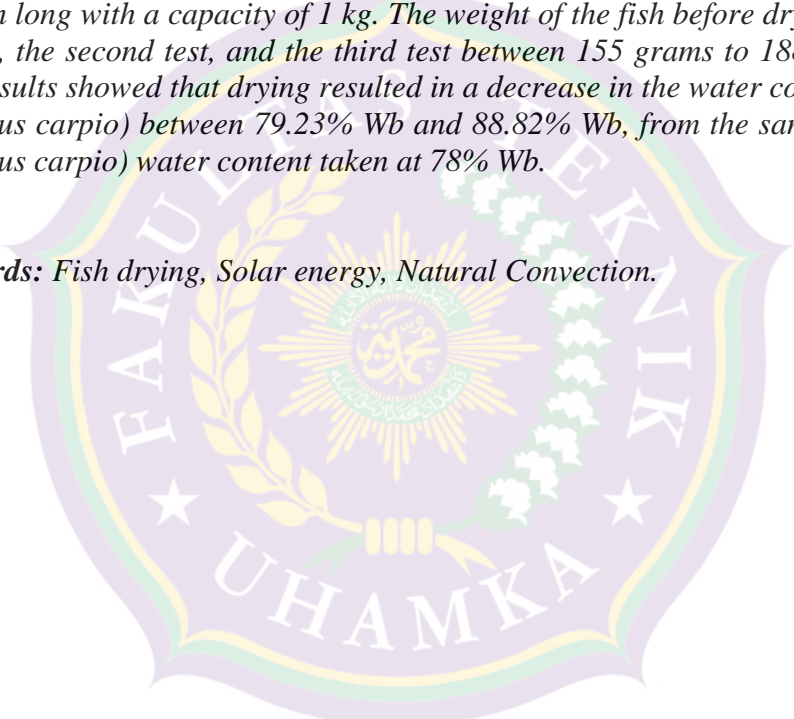 long with a capacity of 1 kg. The weight of the fish before dry
, the second test, and the third test between 155 grams to 18
sults showed that drying resulted in a decrease in the water co
us carpio) between 79.23% Wb and 88.82% Wb, from the sa
us carpio) water content taken at 78% Wb.
rds: Fish drying, Solar energy, Natural Convection.
FAKULTAS TEKNIK
UHAMKA
محمدية